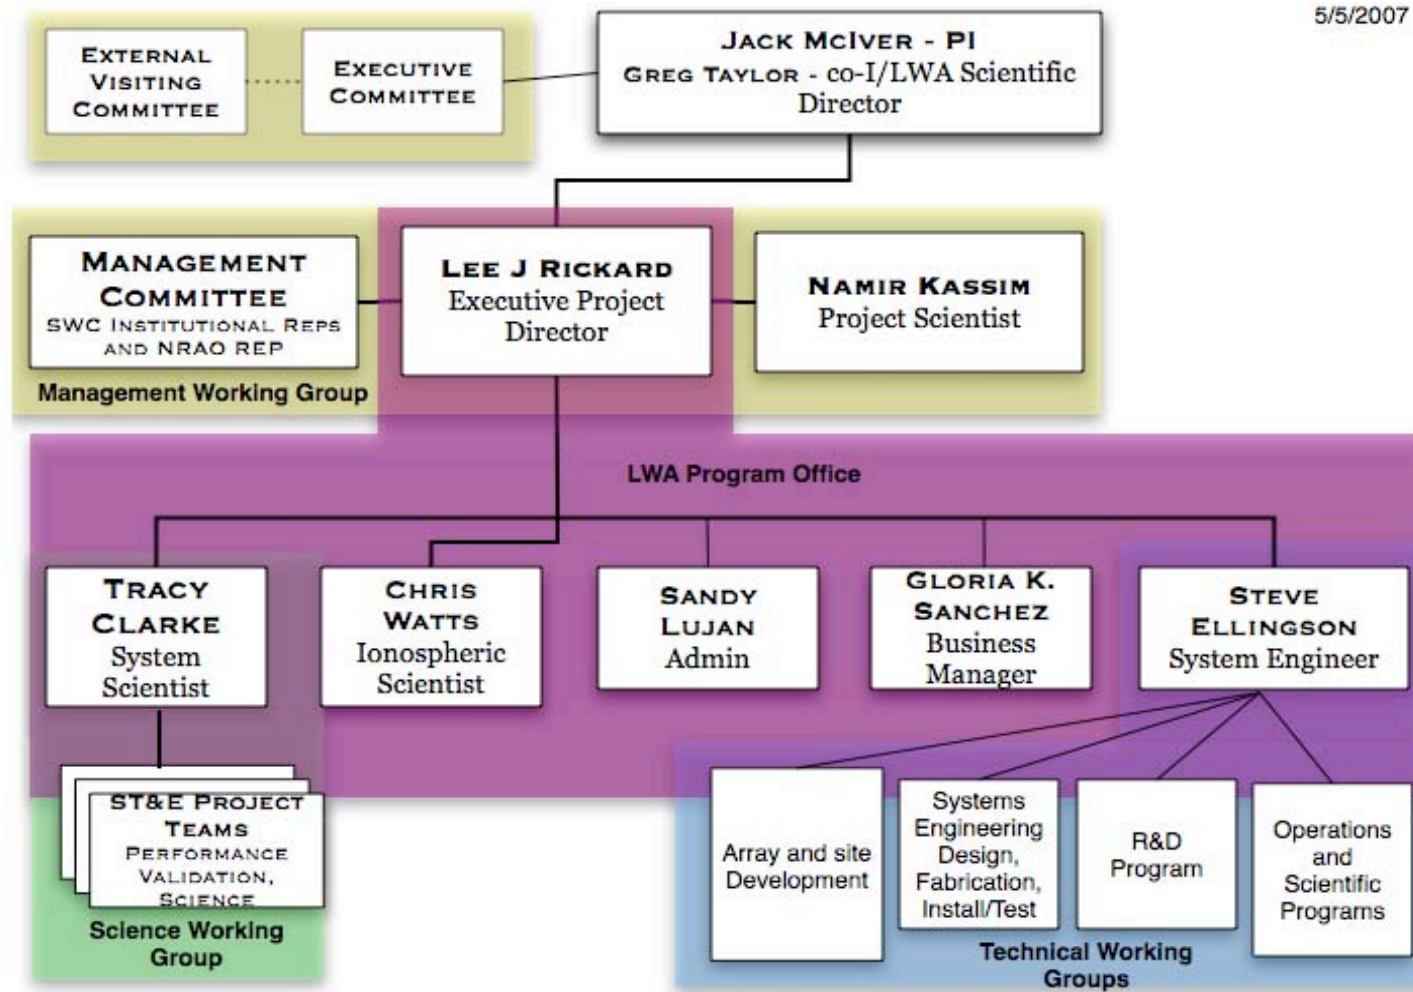 5/5/2007
EXTERNAL
VISITING
COMMITTEE
EXECUTIVE
COMMITTEE
JACK MCIVER - PI
GREG TAYLOR - co-I/LWA Scientific
Director
MANAGEMENT
COMMITTEE
SWC INSTITUTIONAL REPS
AND NRAO REP
Management Working Group
LEE J RICKARD
Executive Project
Director
NAMIR KASSIM
Project Scientist
LWA Program Office
TRACY
CLARKE
System
Scientist
CHRIS
WATTS
Ionospheric
Scientist
SANDY
LUJAN
Admin
GLORIA K.
SANCHEZ
Business
Manager
STEVE
ELLINGSON
System Engineer
ST&E PROJECT
TEAMS
PERFORMANCE
VALIDATION,
SCIENCE
Science Working
Group
Array and site
Development
Systems
Engineering
Design,
Fabrication,
Install/Test
R&D
Program
Operations
and
Scientific
Programs
Technical Working
Groups